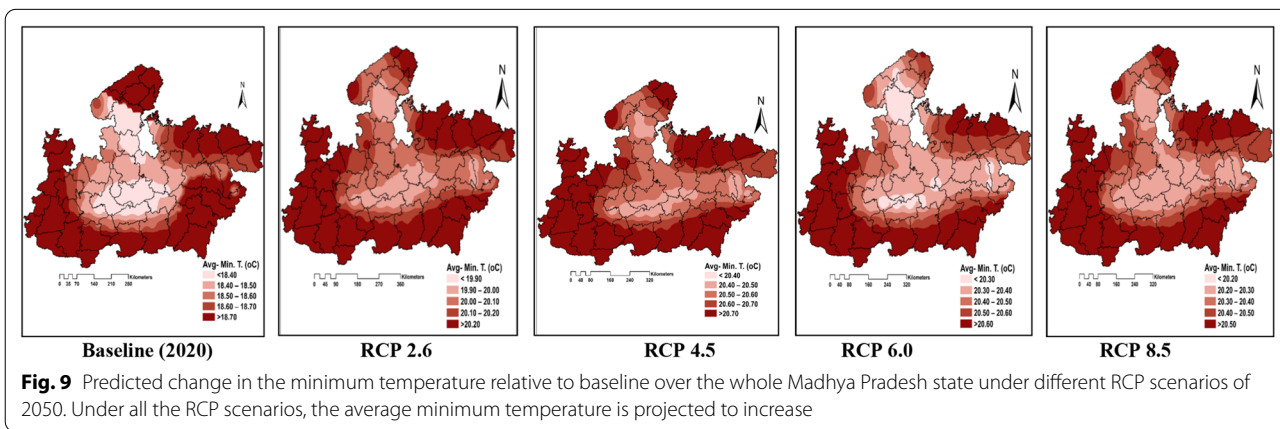 N
Avg- Min. T. (oC)
<18.40
18.40 – 18.50
18.50 – 18.60
18.60 – 18.70
>18.70
Kilometers
0 35 70 140 210 280
Baseline (2020)
N
Avg- Min. T. (oC)
< 19.90
19.90 – 20.00
20.00 – 20.10
20.10 – 20.20
>20.20
Kilometers
0 45 90 180 270 360
RCP 2.6
N
Avg- Min. T. (oC)
< 20.40
20.40 – 20.50
20.50 – 20.60
20.60 – 20.70
>20.70
Kilometers
0 40 80 160 240 320
RCP 4.5
N
Avg- Min. T. (oC)
< 20.30
20.30 – 20.40
20.40 – 20.50
20.50 – 20.60
>20.60
Kilometers
0 40 80 160 240 320
RCP 6.0
N
Avg- Min. T. (oC)
< 20.20
20.20 – 20.30
20.30 – 20.40
20.40 – 20.50
>20.50
Kilometers
0 40 80 160 240 320
RCP 8.5
Fig. 9 Predicted change in the minimum temperature relative to baseline over the whole Madhya Pradesh state under different RCP scenarios of
2050. Under all the RCP scenarios, the average minimum temperature is projected to increase